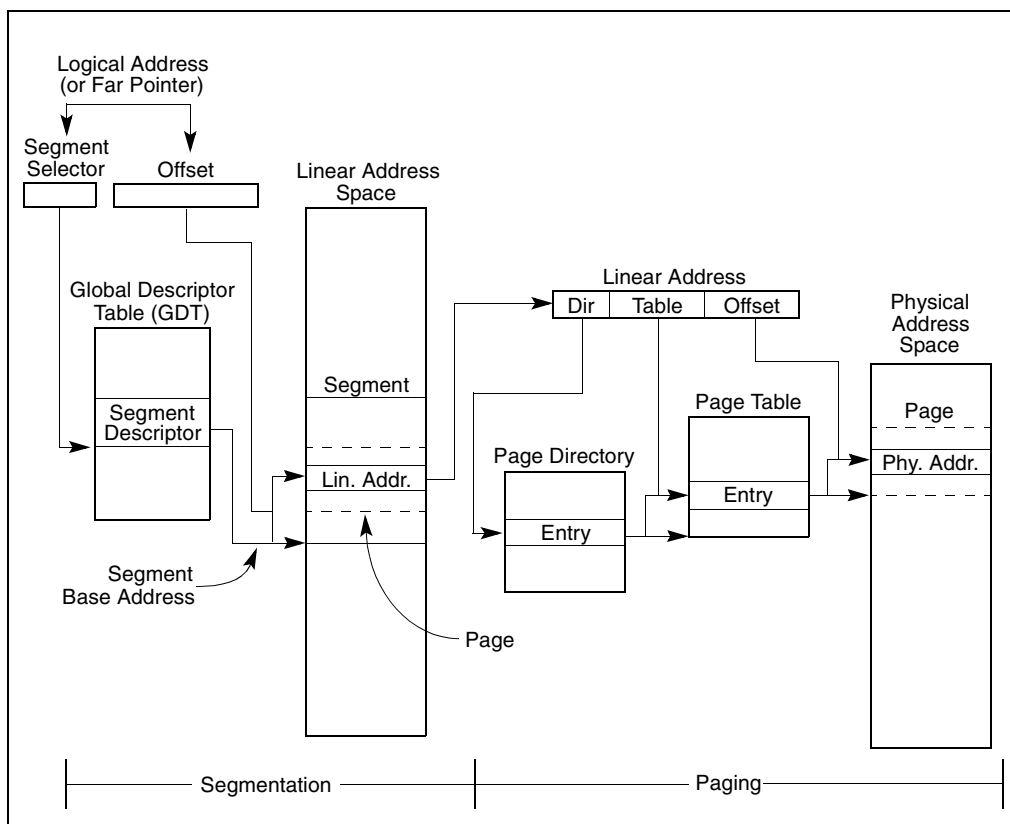 Logical Address
(or Far Pointer)
Segment
Selector
Offset
Linear Address
Space
Global Descriptor
Table (GDT)
Segment
Descriptor
Segment
Lin. Addr.
Segment
Base Address
Page
Linear Address
Dir
Table
Offset
Page Directory
Entry
Page Table
Entry
Physical
Address
Space
Page
Phy. Addr.
Segmentation
Paging